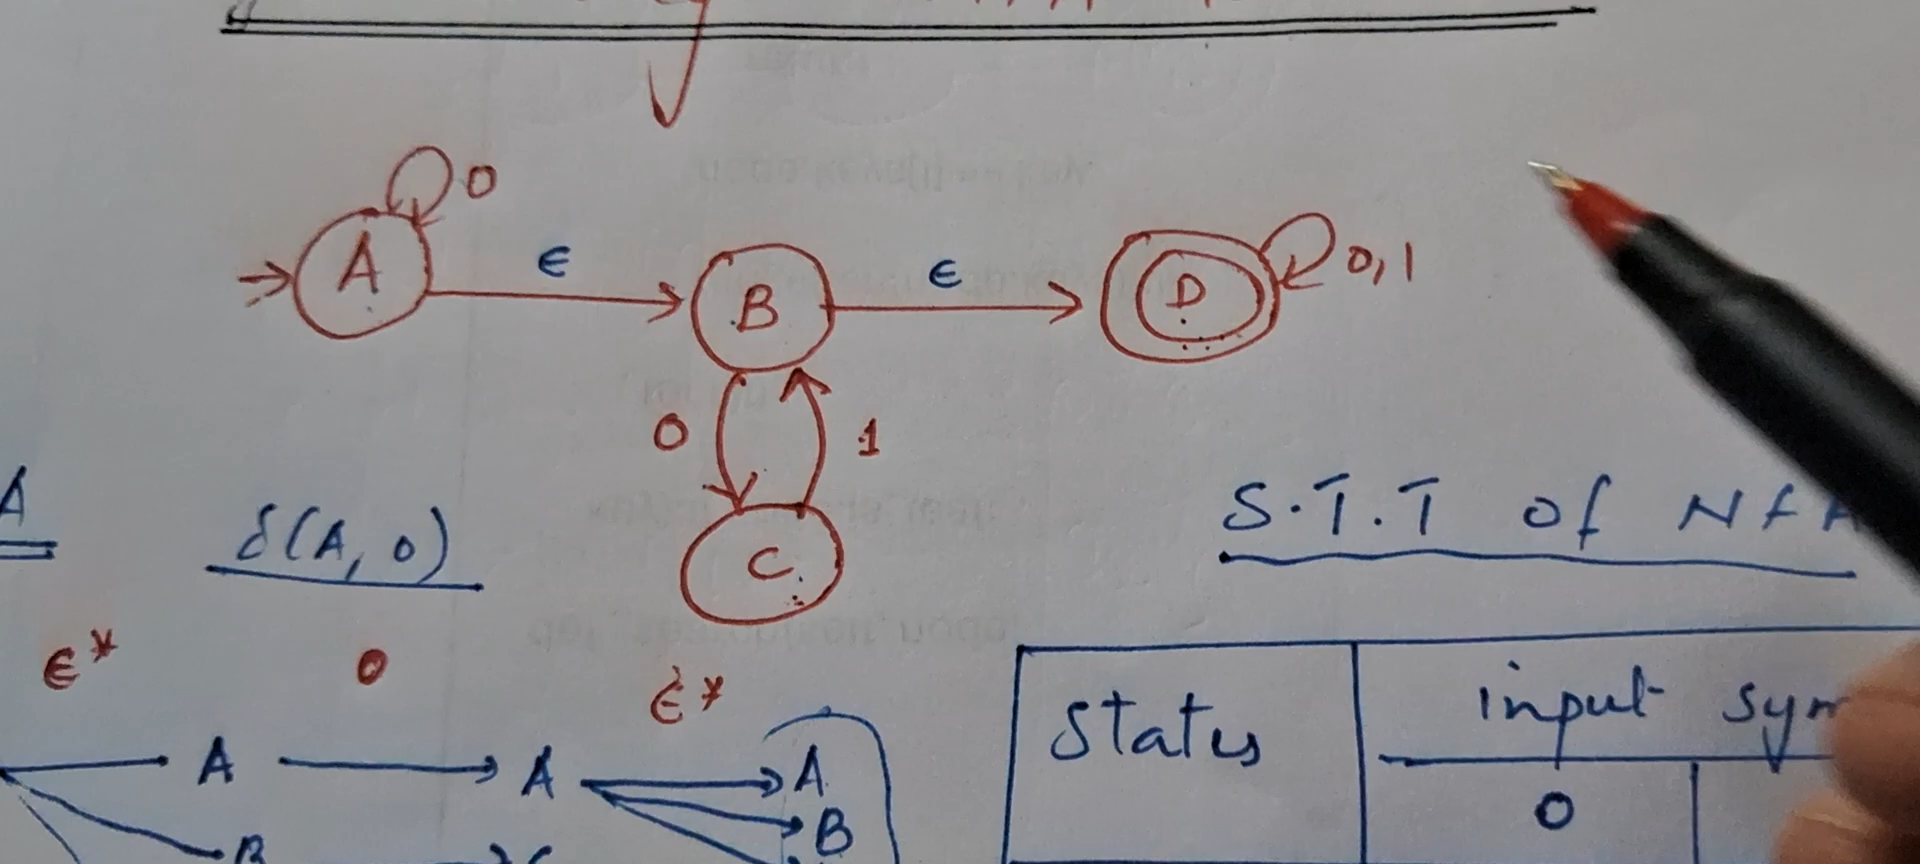 0
A ϵ B ϵ D 0,1
0 1
C
A δ(A, 0) S.T.T of NFA
ϵ* 0 ϵ*
States input sym
A A A
0
B C B